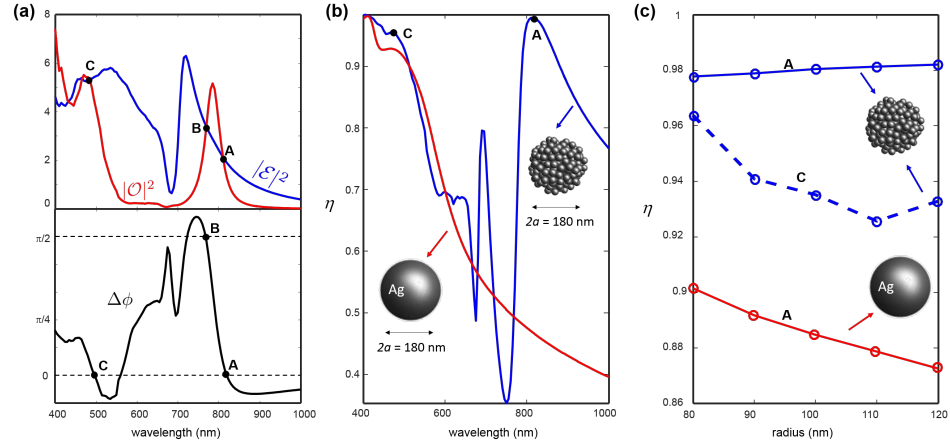 (a)
8
6
4
2
0
C
B
A
|𝒪|²
|ℰ|²
π/2
π/4
0
Δϕ
B
C
A
400 500 600 700 800 900 1000
wavelength (nm)
(b)
0.9
0.8
0.7
η
0.6
0.5
0.4
C
A
2a = 180 nm
Ag
2a = 180 nm
400 500 600 700 800 900 1000
wavelength (nm)
(c)
1
0.98
0.96
0.94
η
0.92
0.9
0.88
0.86
A
C
Ag
A
80 90 100 110 120
radius (nm)